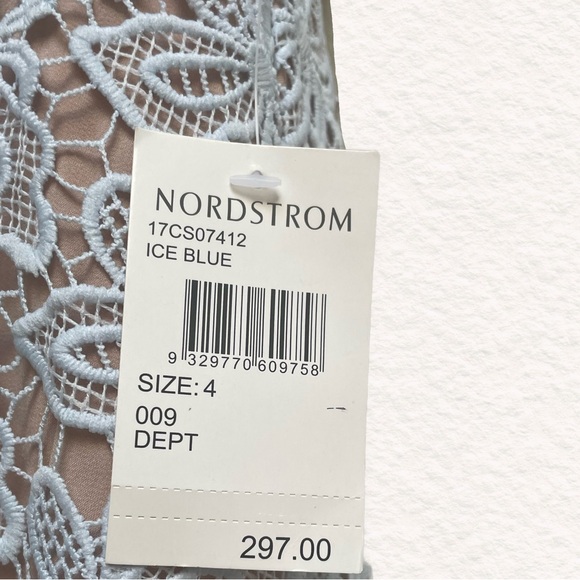 NORDSTROM
17CS07412
ICE BLUE
9 329770 609758
SIZE: 4
009
DEPT
297.00